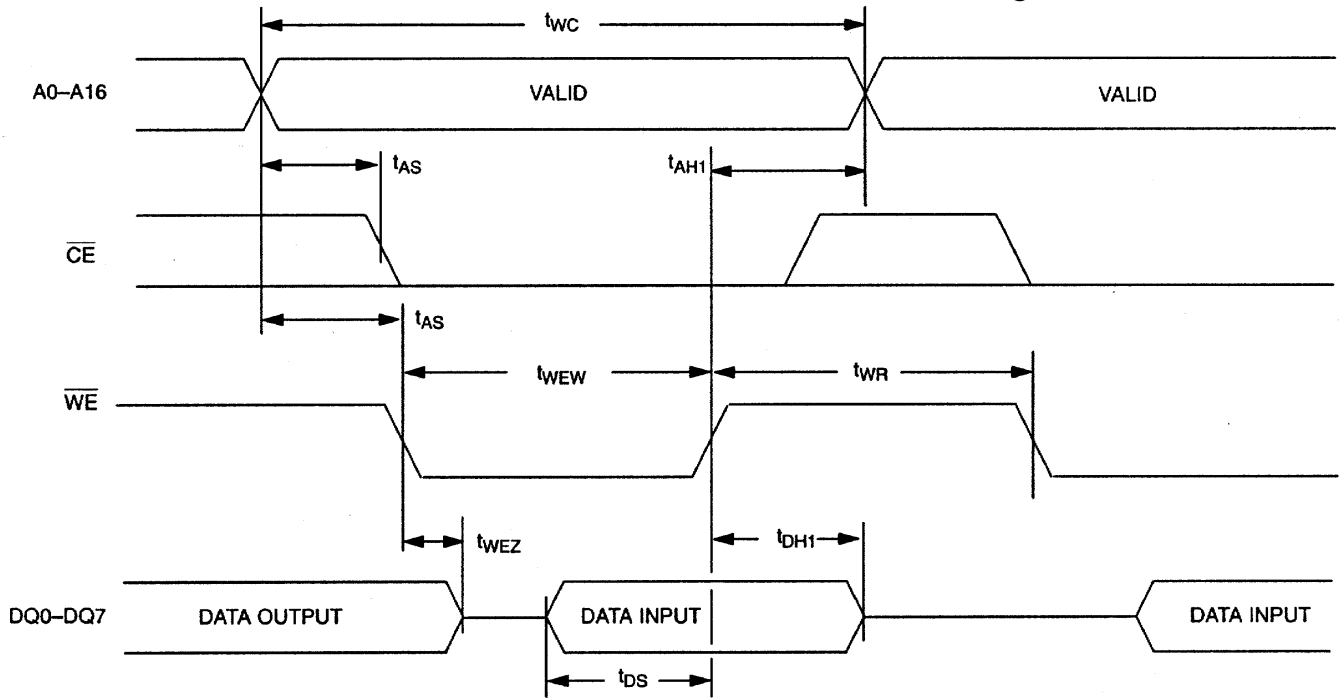 tWC
A0–A16 VALID VALID
tAS tAH1
CE
tAS
tWEW tWR
WE
tWEZ tDH1
DQ0–DQ7 DATA OUTPUT DATA INPUT DATA INPUT
tDS